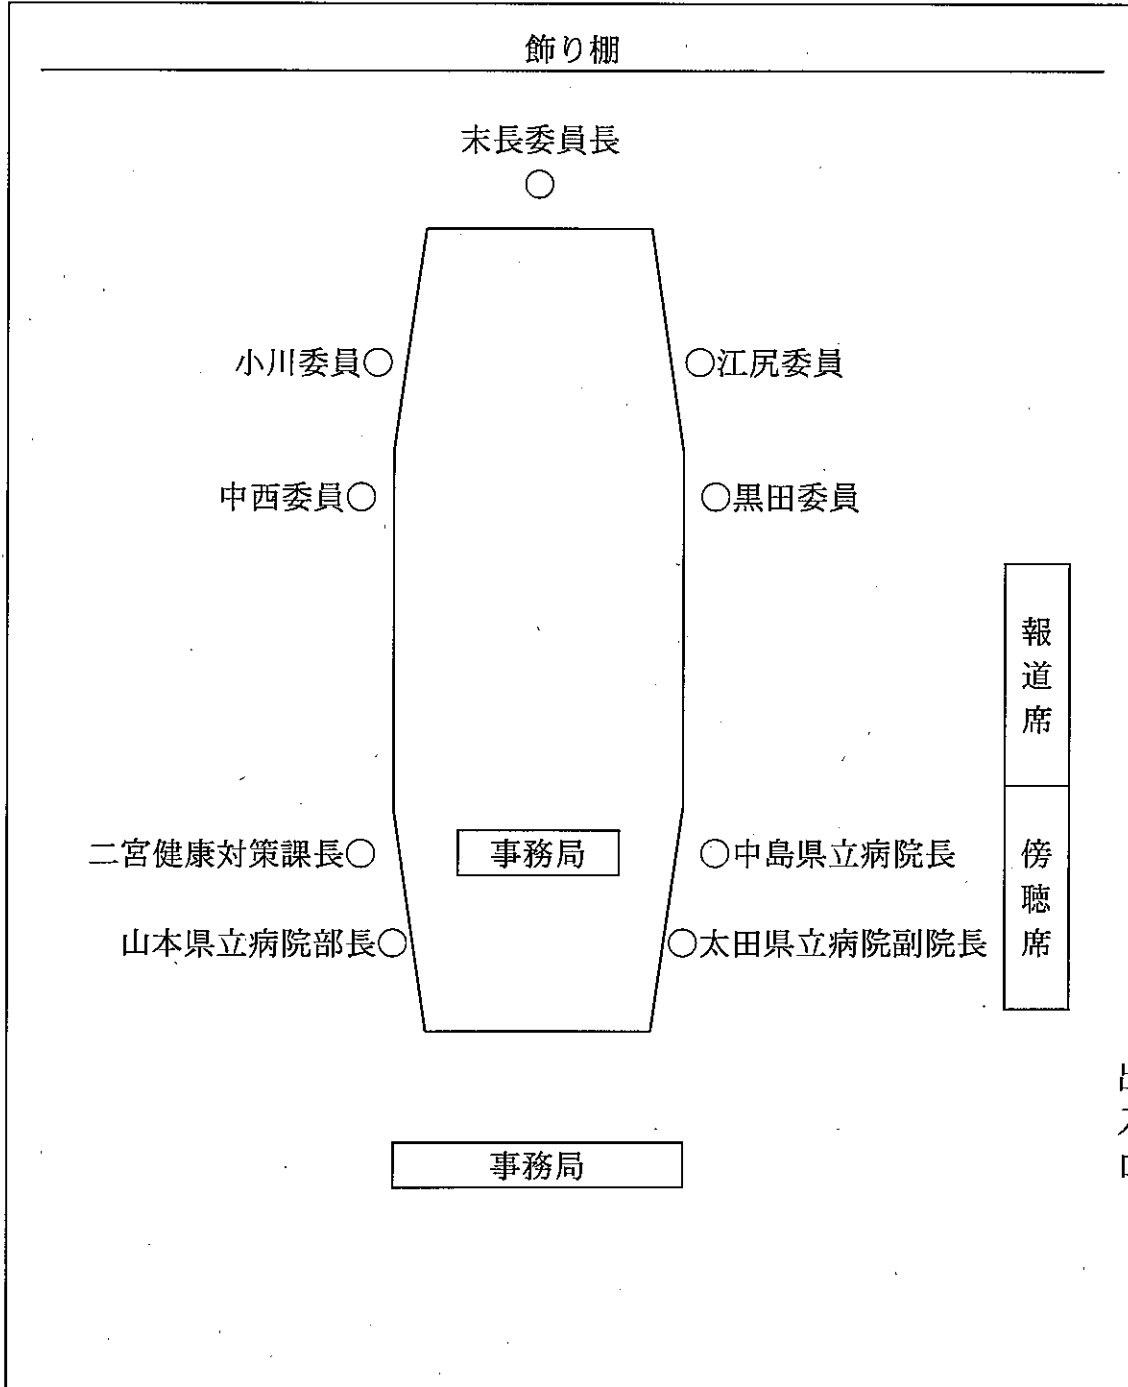 飾り棚
末長委員長
○
小川委員○
○江尻委員
中西委員○
○黒田委員
報道席
二宮健康対策課長○
事務局
○中島県立病院長
傍聴席
山本県立病院部長○
○太田県立病院副院長
事務局